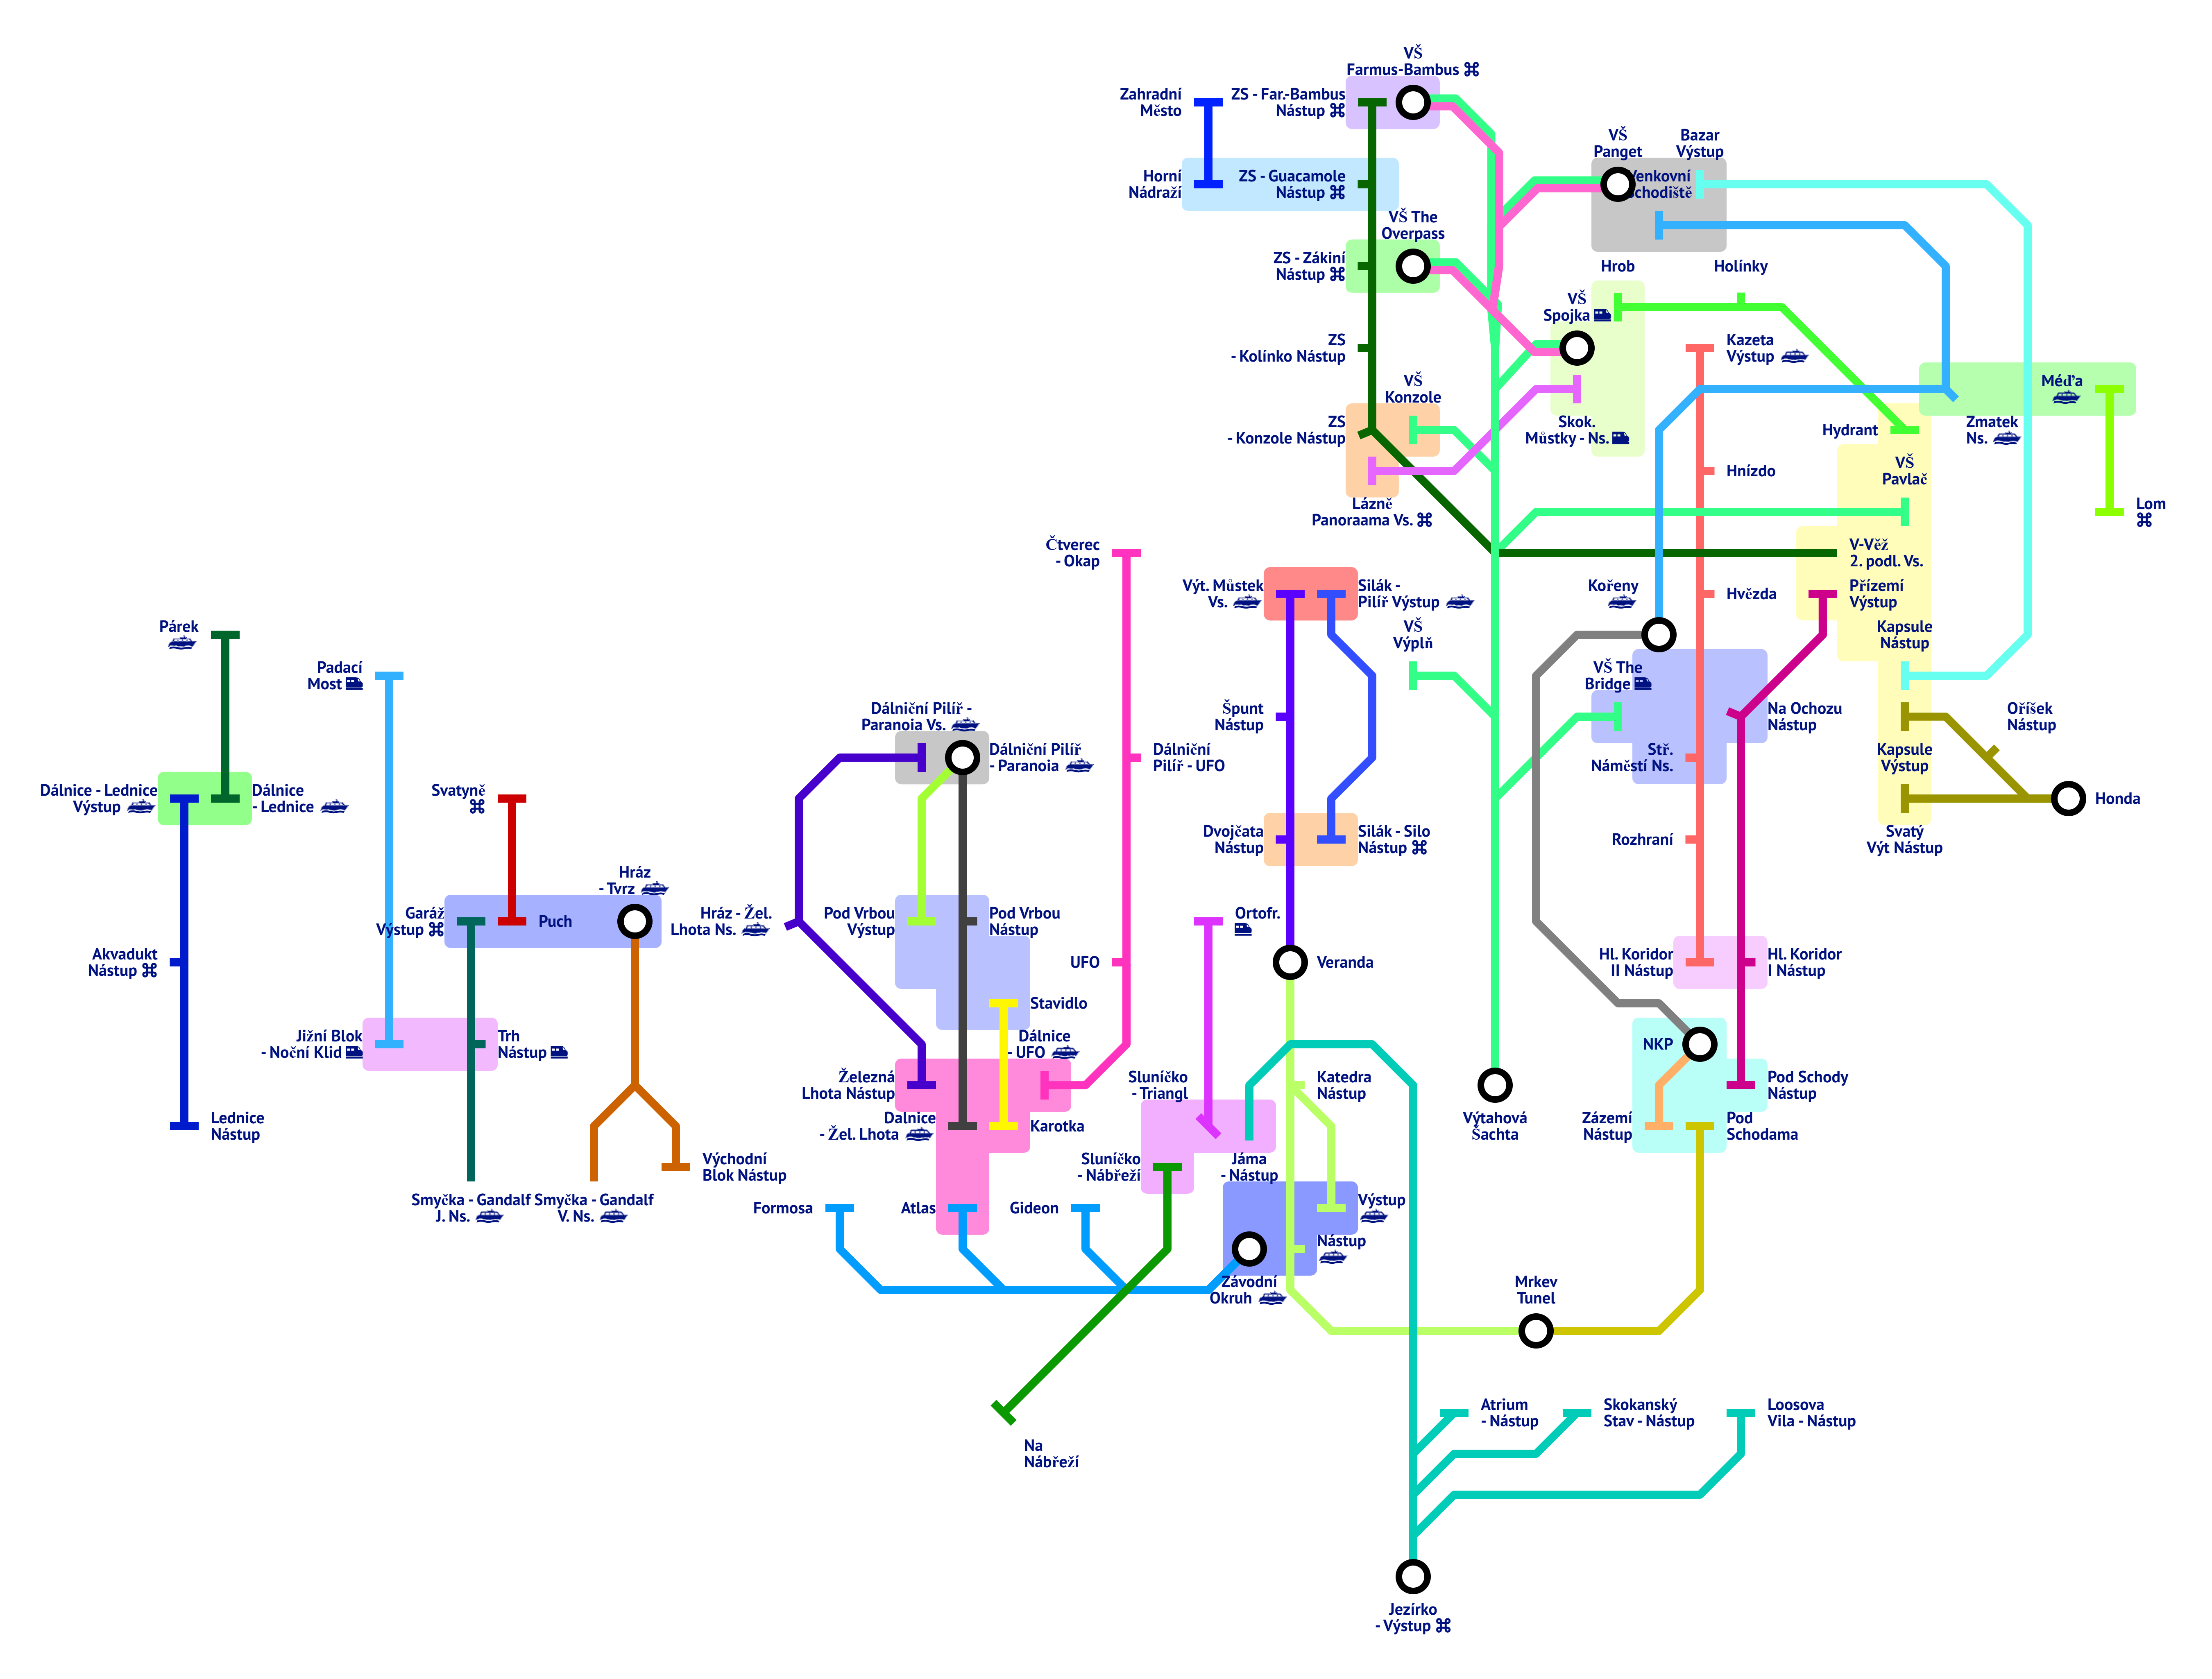 VŠ
Farmus-Bambus ⌘
Zahradní
Město
ZS - Far.-Bambus
Nástup ⌘
VŠ
Panget
Bazar
Výstup
Horní
Nádraží
ZS - Guacamole
Nástup ⌘
Venkovní
Schodiště
VŠ The
Overpass
ZS - Zákiní
Nástup ⌘
Hrob
Holínky
VŠ
Spojka
ZS
- Kolínko Nástup
Kazeta
Výstup
VŠ
Konzole
Méďa
ZS
- Konzole Nástup
Skok.
Můstky - Ns.
Hydrant
Zmatek
Ns.
Hnízdo
VŠ
Pavlač
Lázně
Panoraama Vs. ⌘
Lom
⌘
Čtverec
- Okap
V-Věž
2. podl. Vs.
Výt. Můstek
Vs.
Silák -
Pilíř Výstup
Kořeny
Hvězda
Přízemí
Výstup
Párek
VŠ
Výplň
Kapsule
Nástup
Padací
Most
VŠ The
Bridge
Dálniční Pilíř -
Paranoia Vs.
Špunt
Nástup
Na Ochozu
Nástup
Oříšek
Nástup
Dálniční Pilíř
- Paranoia
Dálniční
Pilíř - UFO
Stř.
Náměstí Ns.
Kapsule
Výstup
Dálnice - Lednice
Výstup
Dálnice
- Lednice
Svatyně
⌘
Honda
Dvojčata
Nástup
Silák - Silo
Nástup ⌘
Rozhraní
Svatý
Výt Nástup
Hráz
- Tvrz
Garáž
Výstup ⌘
Puch
Hráz - Žel.
Lhota Ns.
Pod Vrbou
Výstup
Pod Vrbou
Nástup
Ortofr.
Akvadukt
Nástup ⌘
UFO
Veranda
Hl. Koridor
II Nástup
Hl. Koridor
I Nástup
Stavidlo
Jižní Blok
- Noční Klid
Trh
Nástup
Dálnice
- UFO
NKP
Železná
Lhota Nástup
Sluníčko
- Triangl
Katedra
Nástup
Výtahová
Šachta
Pod Schody
Nástup
Lednice
Nástup
Dalnice
- Žel. Lhota
Karotka
Zázemí
Nástup
Pod
Schodama
Východní
Blok Nástup
Sluníčko
- Nábřeží
Jáma
- Nástup
Smyčka - Gandalf
J. Ns.
Smyčka - Gandalf
V. Ns.
Formosa
Atlas
Gideon
Výstup
Nástup
Závodní
Okruh
Mrkev
Tunel
Atrium
- Nástup
Skokanský
Stav - Nástup
Loosova
Vila - Nástup
Na
Nábřeží
Jezírko
- Výstup ⌘